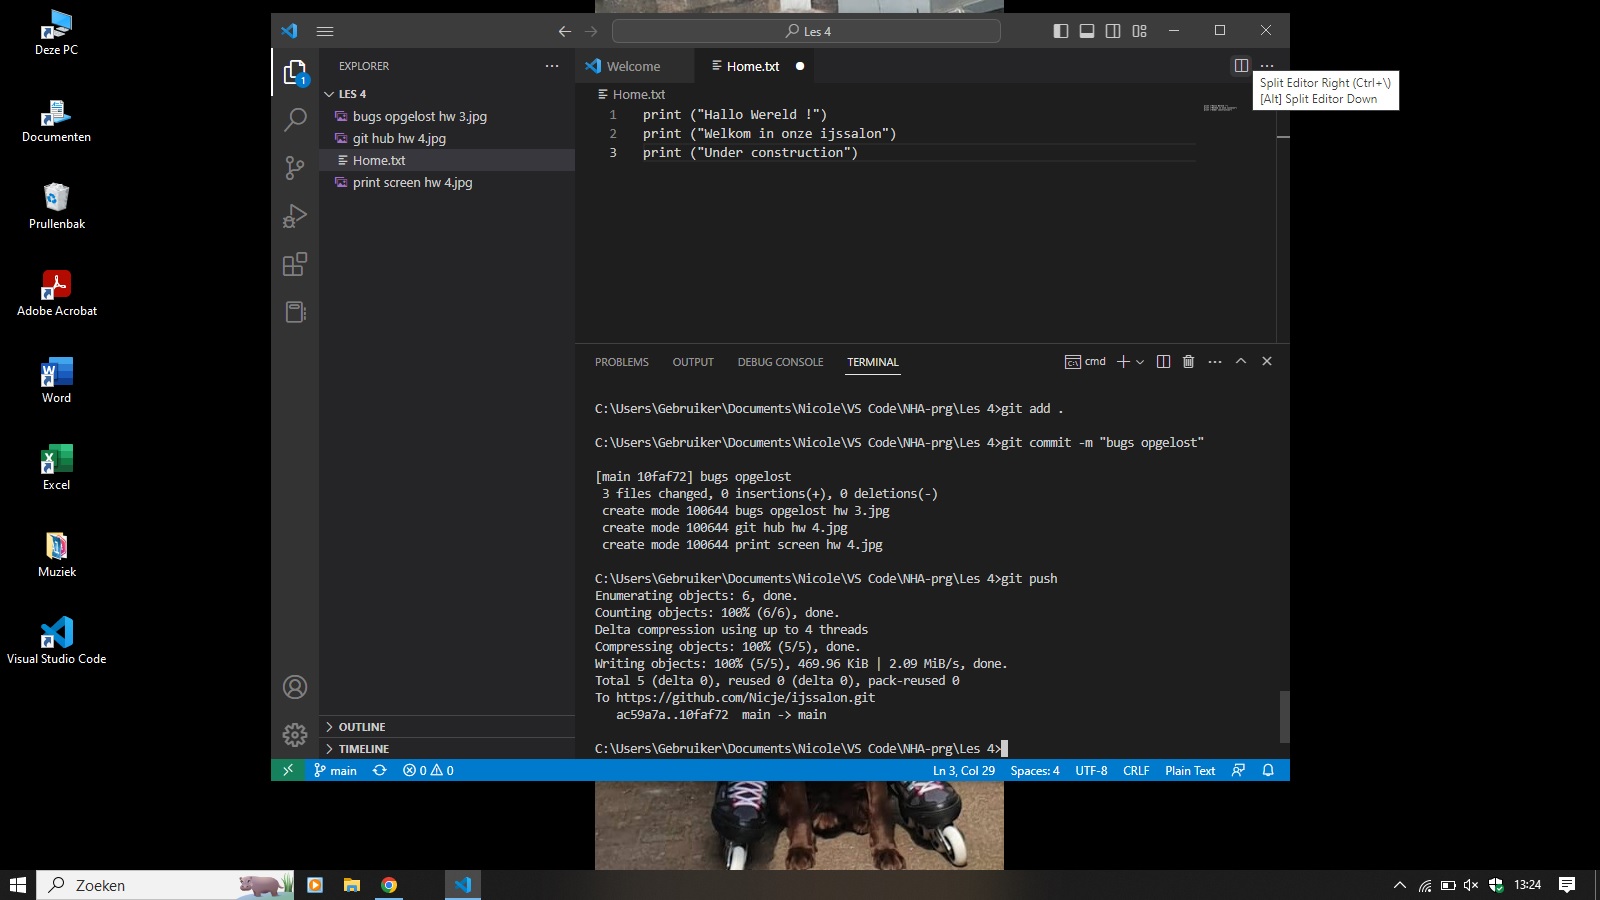 Deze PC
Documenten
Prullenbak
Adobe Acrobat
Word
Excel
Muziek
Visual Studio Code
Les 4
EXPLORER
1
LES 4
bugs opgelost hw 3.jpg
git hub hw 4.jpg
Home.txt
print screen hw 4.jpg
OUTLINE
TIMELINE
Welcome
Home.txt
Split Editor Right (Ctrl+\)
[Alt] Split Editor Down
Home.txt
1 print ("Hallo Wereld !")
2 print ("Welkom in onze ijssalon")
3 print ("Under construction")
PROBLEMS OUTPUT DEBUG CONSOLE TERMINAL cmd
C:\Users\Gebruiker\Documents\Nicole\VS Code\NHA-prg\Les 4>git add .
C:\Users\Gebruiker\Documents\Nicole\VS Code\NHA-prg\Les 4>git commit -m "bugs opgelost"
[main 10faf72] bugs opgelost
3 files changed, 0 insertions(+), 0 deletions(-)
create mode 100644 bugs opgelost hw 3.jpg
create mode 100644 git hub hw 4.jpg
create mode 100644 print screen hw 4.jpg
C:\Users\Gebruiker\Documents\Nicole\VS Code\NHA-prg\Les 4>git push
Enumerating objects: 6, done.
Counting objects: 100% (6/6), done.
Delta compression using up to 4 threads
Compressing objects: 100% (5/5), done.
Writing objects: 100% (5/5), 469.96 KiB | 2.09 MiB/s, done.
Total 5 (delta 0), reused 0 (delta 0), pack-reused 0
To https://github.com/Nicje/ijssalon.git
ac59a7a..10faf72 main -> main
C:\Users\Gebruiker\Documents\Nicole\VS Code\NHA-prg\Les 4>
main 0 0 Ln 3, Col 29 Spaces: 4 UTF-8 CRLF Plain Text
Zoeken
13:24